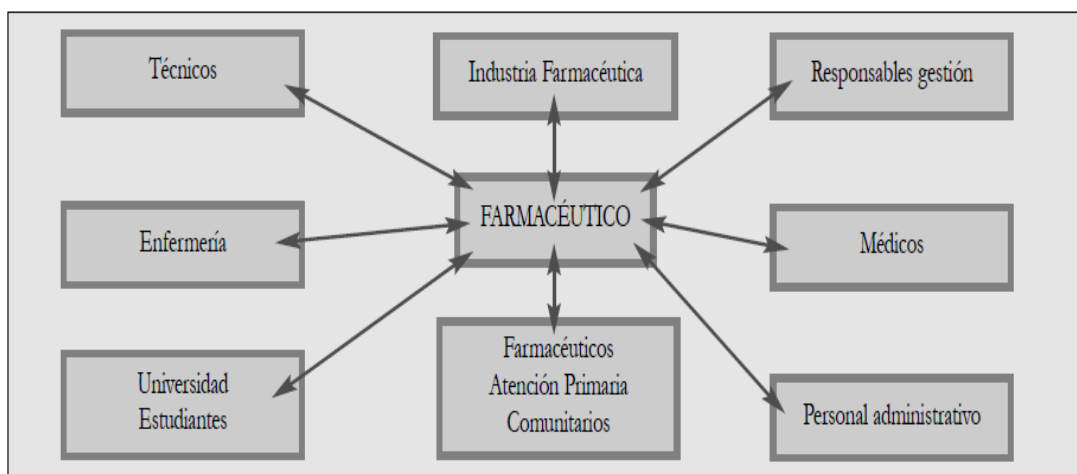 Técnicos
Industria Farmacéutica
Responsables gestión
Enfermería
FARMACÉUTICO
Médicos
Universidad
Estudiantes
Farmacéuticos
Atención Primaria
Comunitarios
Personal administrativo